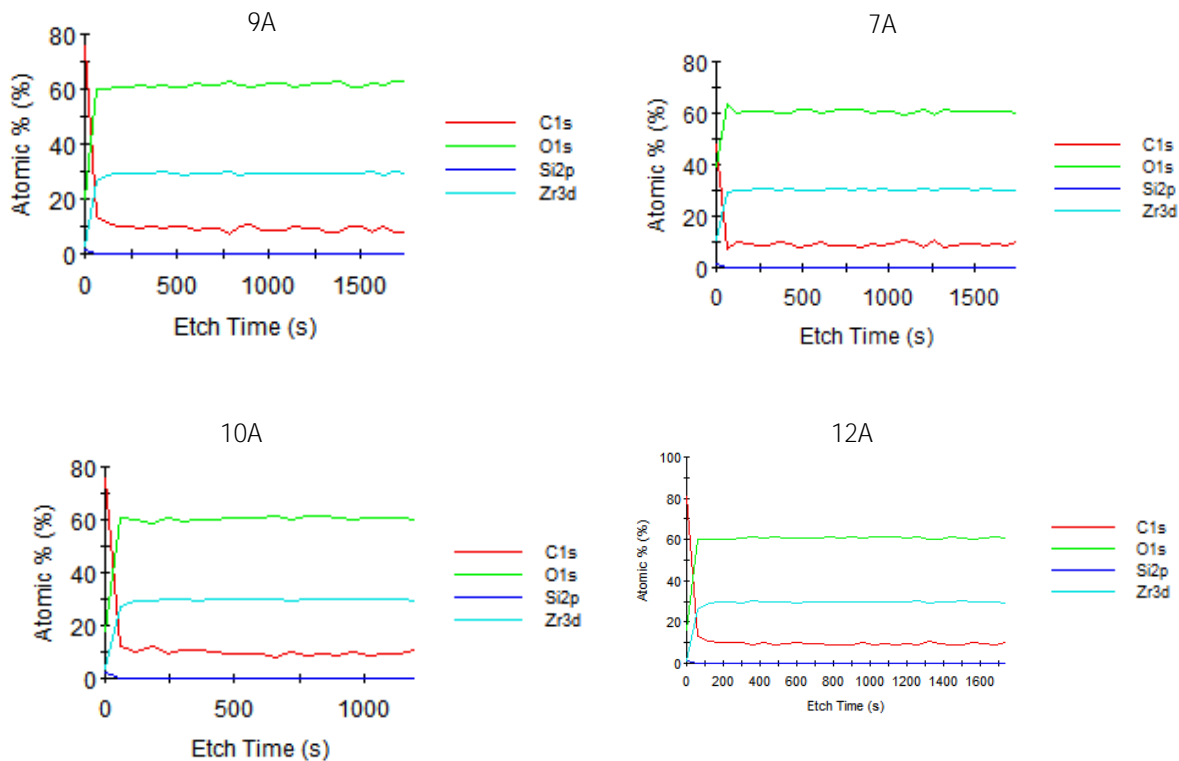 9A
80
60
40
20
0
Atomic % (%)
0 500 1000 1500
Etch Time (s)
C1s
O1s
Si2p
Zr3d
7A
80
60
40
20
0
Atomic % (%)
0 500 1000 1500
Etch Time (s)
C1s
O1s
Si2p
Zr3d
10A
80
60
40
20
0
Atomic % (%)
0 500 1000
Etch Time (s)
C1s
O1s
Si2p
Zr3d
12A
100
80
60
40
20
0
Atomic % (%)
0 200 400 600 800 1000 1200 1400 1600
Etch Time (s)
C1s
O1s
Si2p
Zr3d